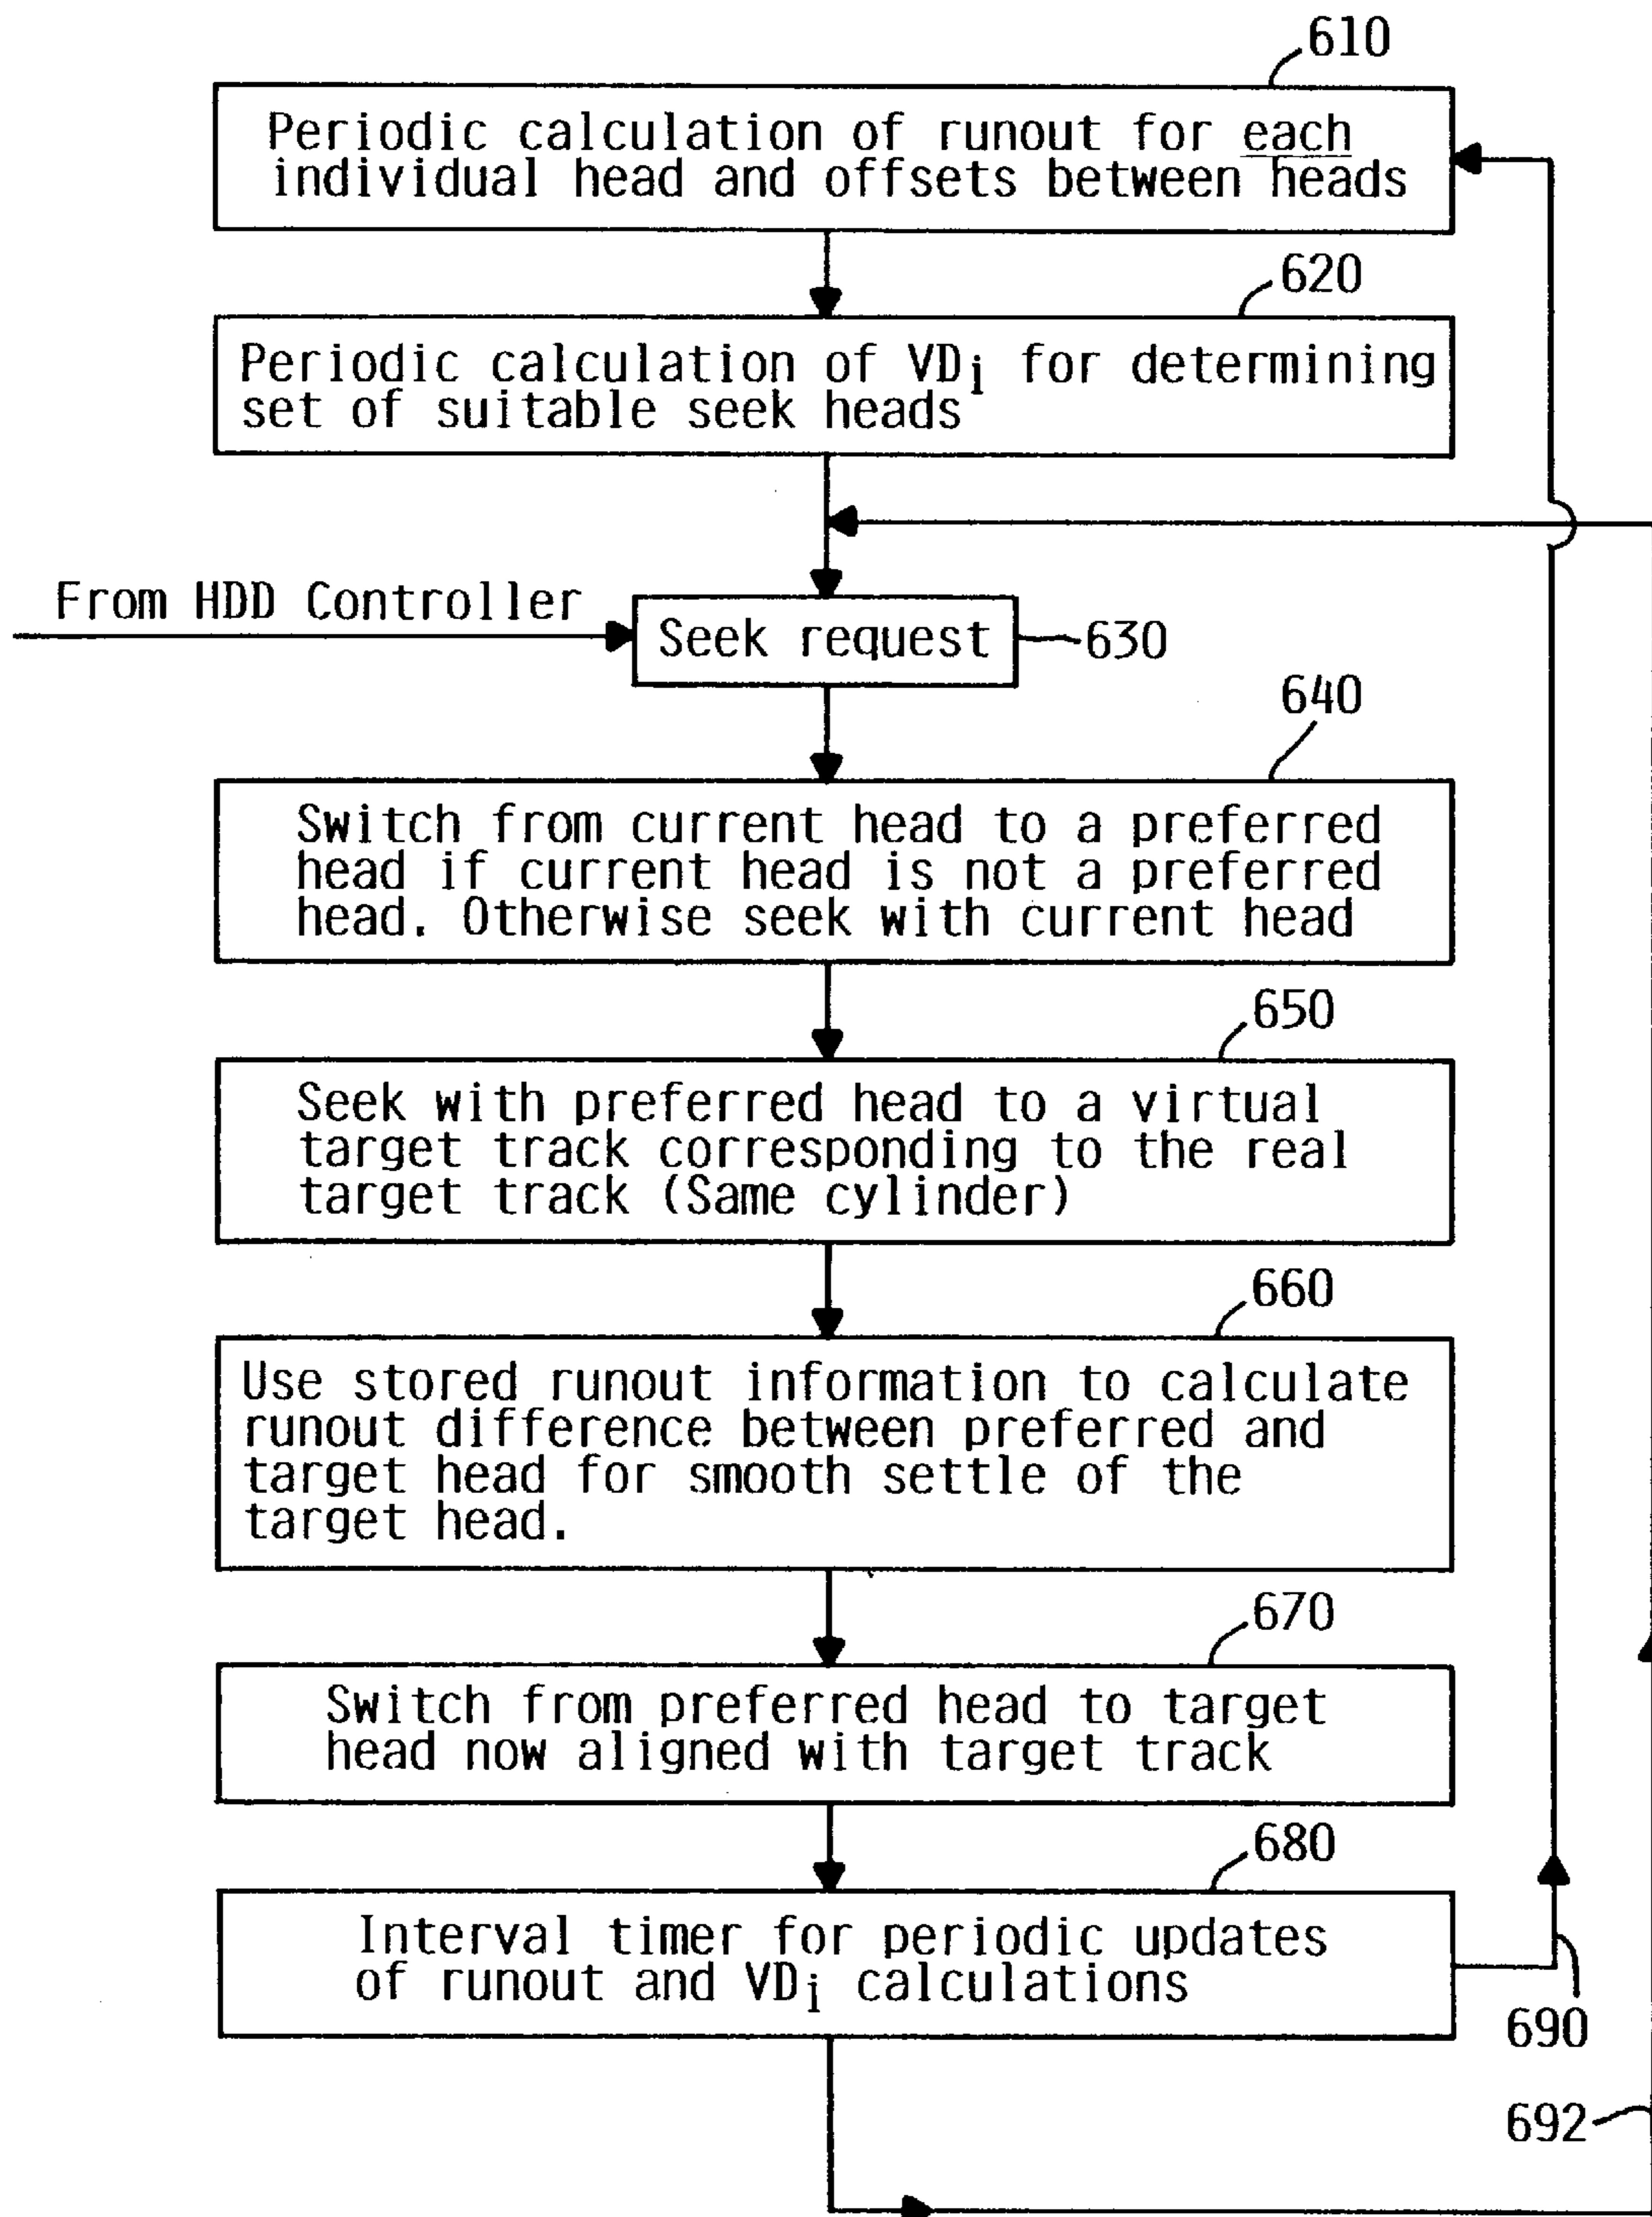 610
Periodic calculation of runout for each
individual head and offsets between heads
620
Periodic calculation of VDi for determining
set of suitable seek heads
From HDD Controller
Seek request
630
640
Switch from current head to a preferred
head if current head is not a preferred
head. Otherwise seek with current head
650
Seek with preferred head to a virtual
target track corresponding to the real
target track (Same cylinder)
660
Use stored runout information to calculate
runout difference between preferred and
target head for smooth settle of the
target head.
670
Switch from preferred head to target
head now aligned with target track
680
Interval timer for periodic updates
of runout and VDi calculations
690
692